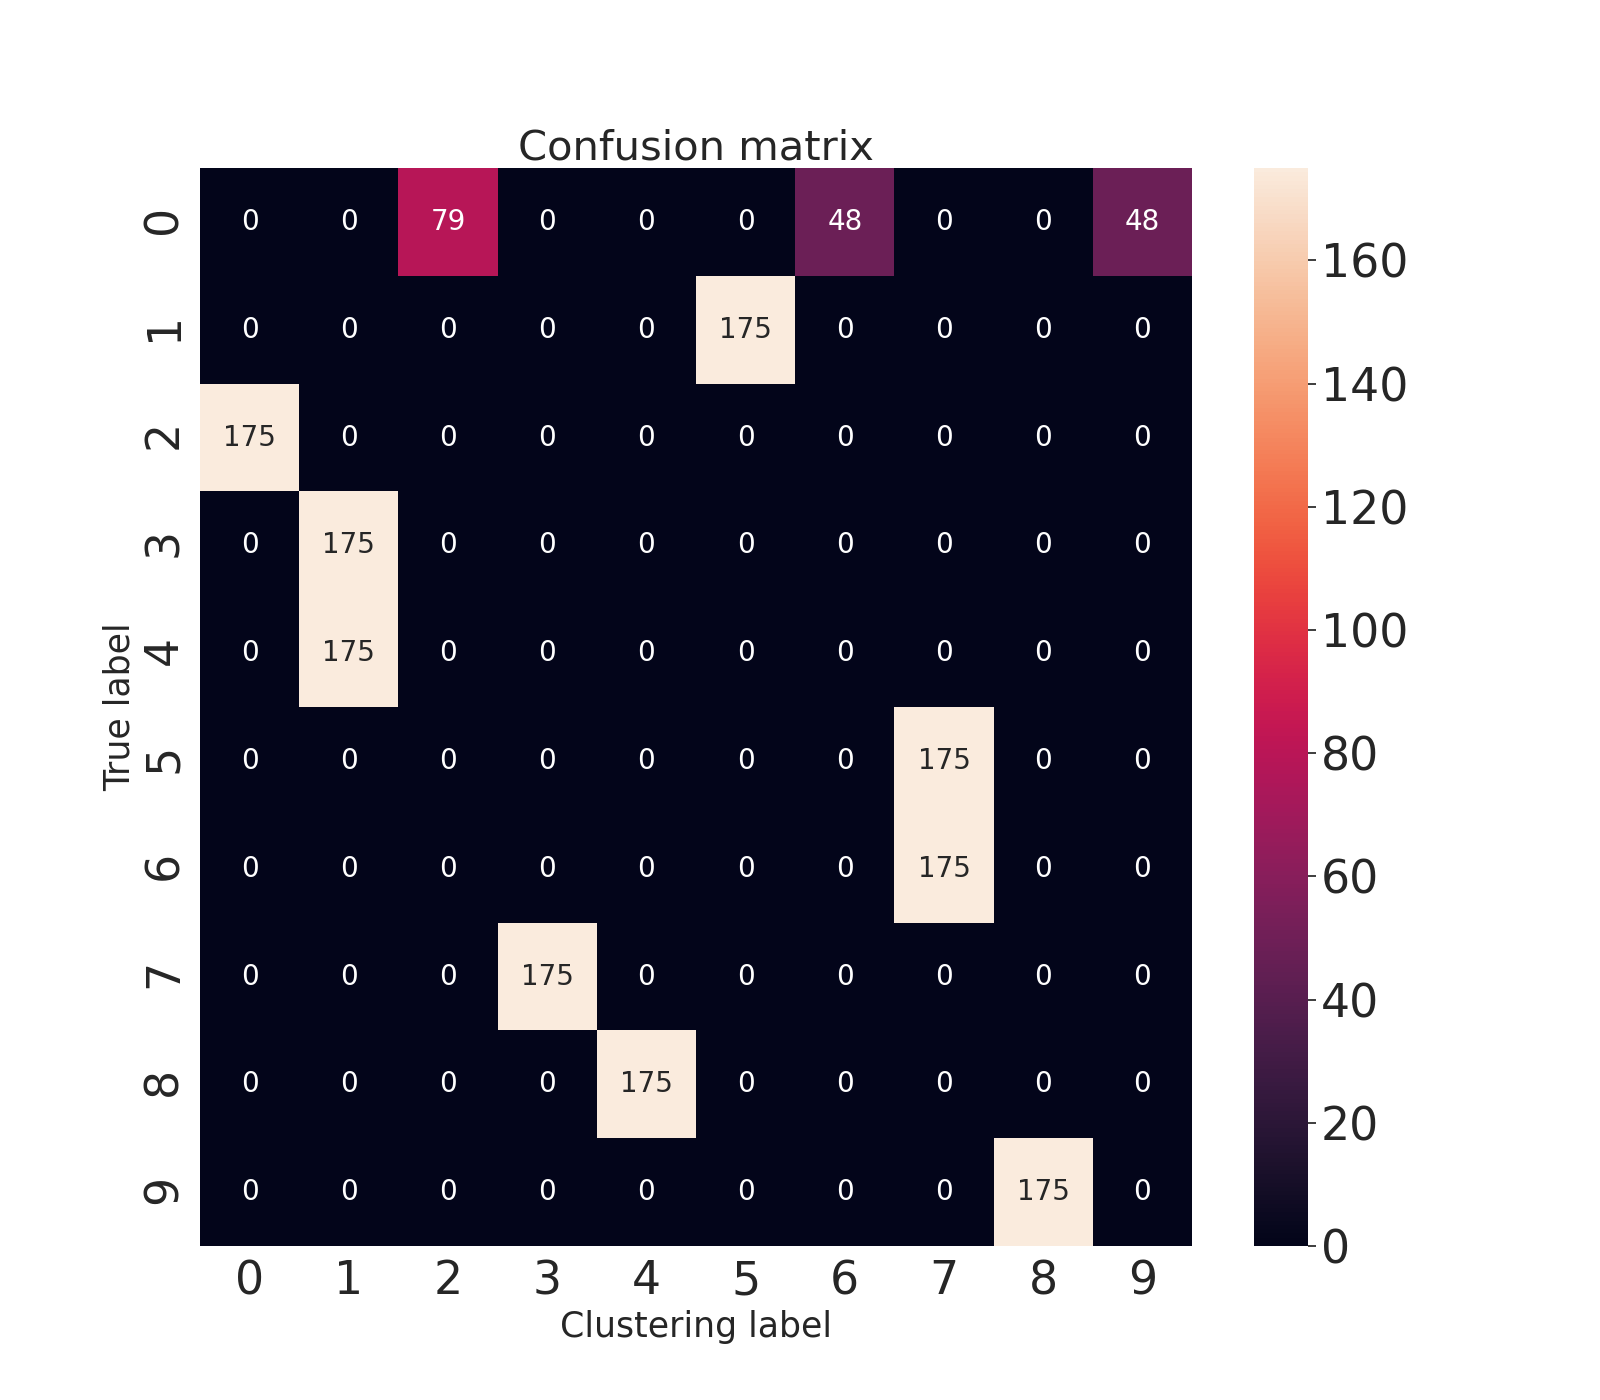 Confusion matrix
0 0 0 79 0 0 0 48 0 0 48
1 0 0 0 0 0 175 0 0 0 0
2 175 0 0 0 0 0 0 0 0 0
3 0 175 0 0 0 0 0 0 0 0
4 0 175 0 0 0 0 0 0 0 0
5 0 0 0 0 0 0 0 175 0 0
6 0 0 0 0 0 0 0 175 0 0
7 0 0 0 175 0 0 0 0 0 0
8 0 0 0 0 175 0 0 0 0 0
9 0 0 0 0 0 0 0 0 175 0
0 1 2 3 4 5 6 7 8 9
Clustering label
True label
160
140
120
100
80
60
40
20
0